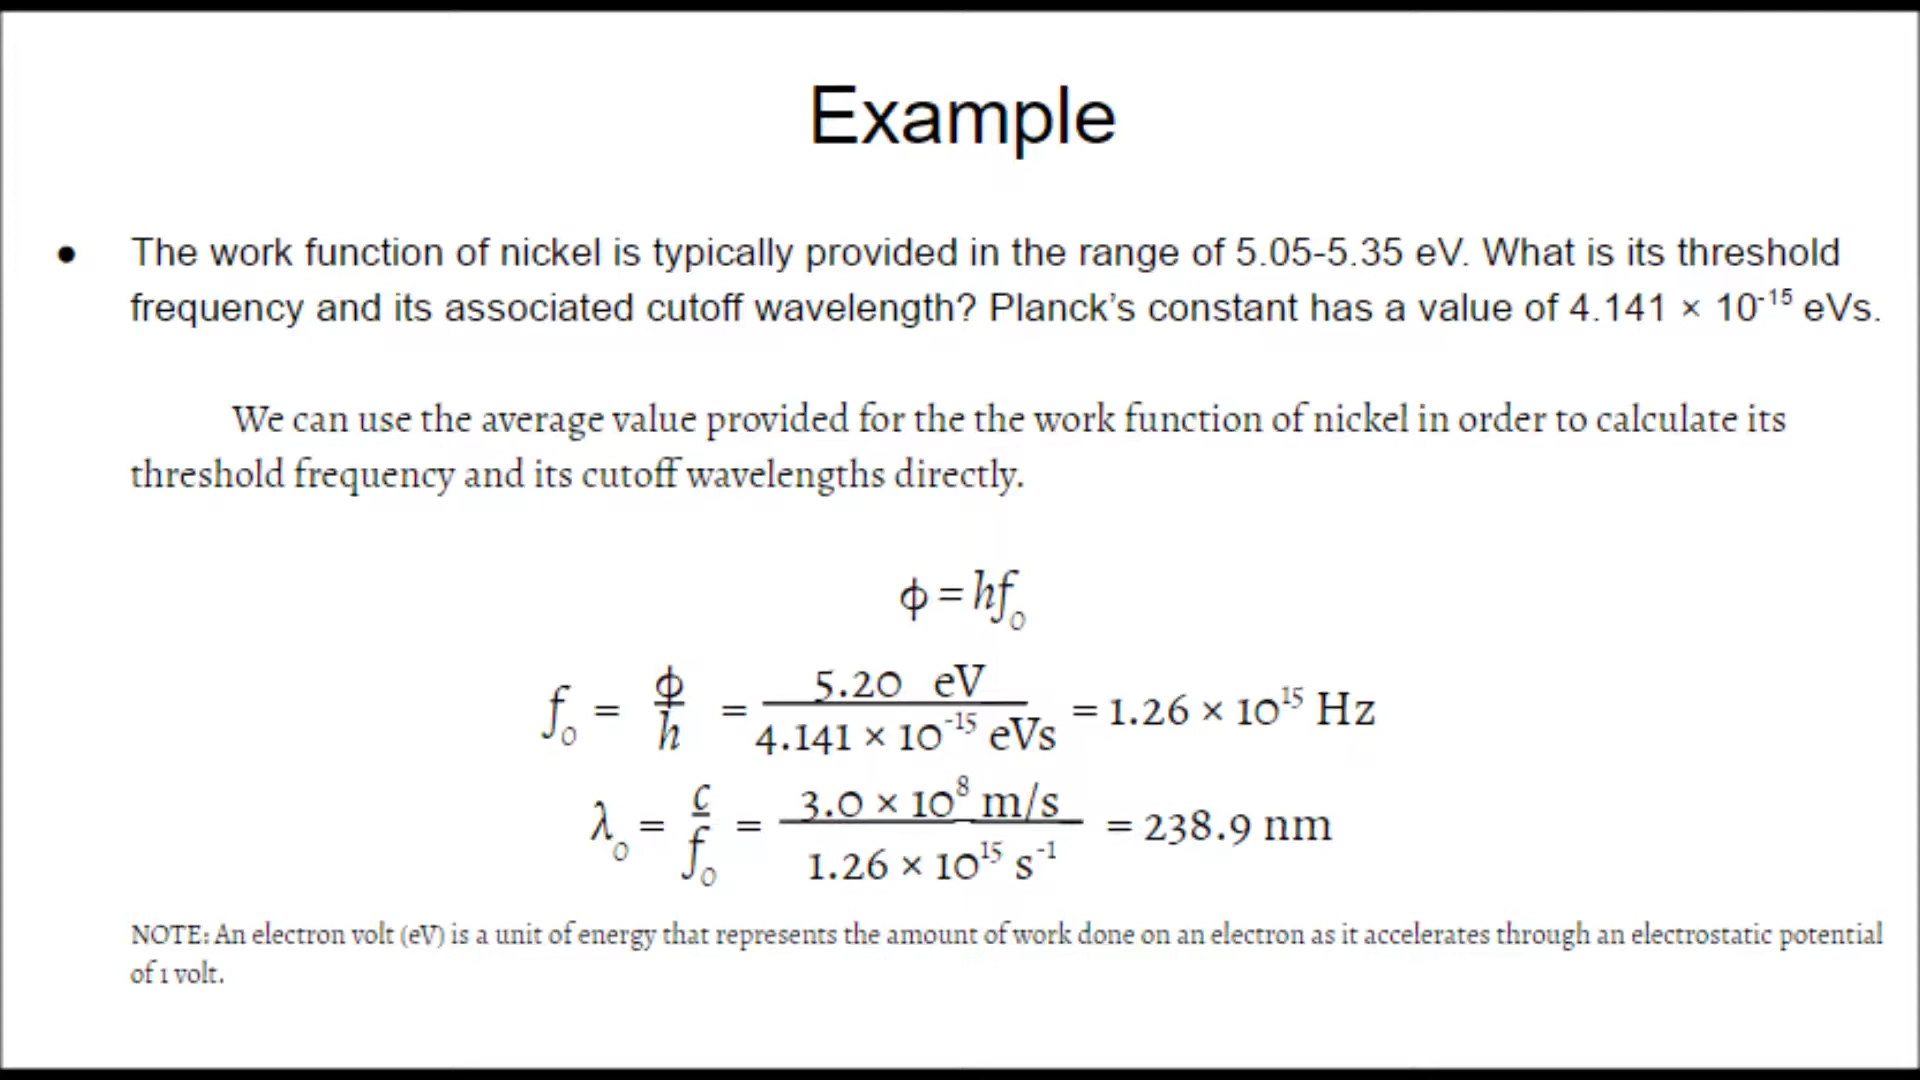 Example
● The work function of nickel is typically provided in the range of 5.05-5.35 eV. What is its threshold
frequency and its associated cutoff wavelength? Planck's constant has a value of 4.141 × 10⁻¹⁵ eVs.
We can use the average value provided for the the work function of nickel in order to calculate its
threshold frequency and its cutoff wavelengths directly.
ϕ = hf₀
f₀ = ϕ/h = 5.20 eV / 4.141 × 10⁻¹⁵ eVs = 1.26 × 10¹⁵ Hz
λ₀ = c/f₀ = 3.0 × 10⁸ m/s / 1.26 × 10¹⁵ s⁻¹ = 238.9 nm
NOTE: An electron volt (eV) is a unit of energy that represents the amount of work done on an electron as it accelerates through an electrostatic potential
of 1 volt.